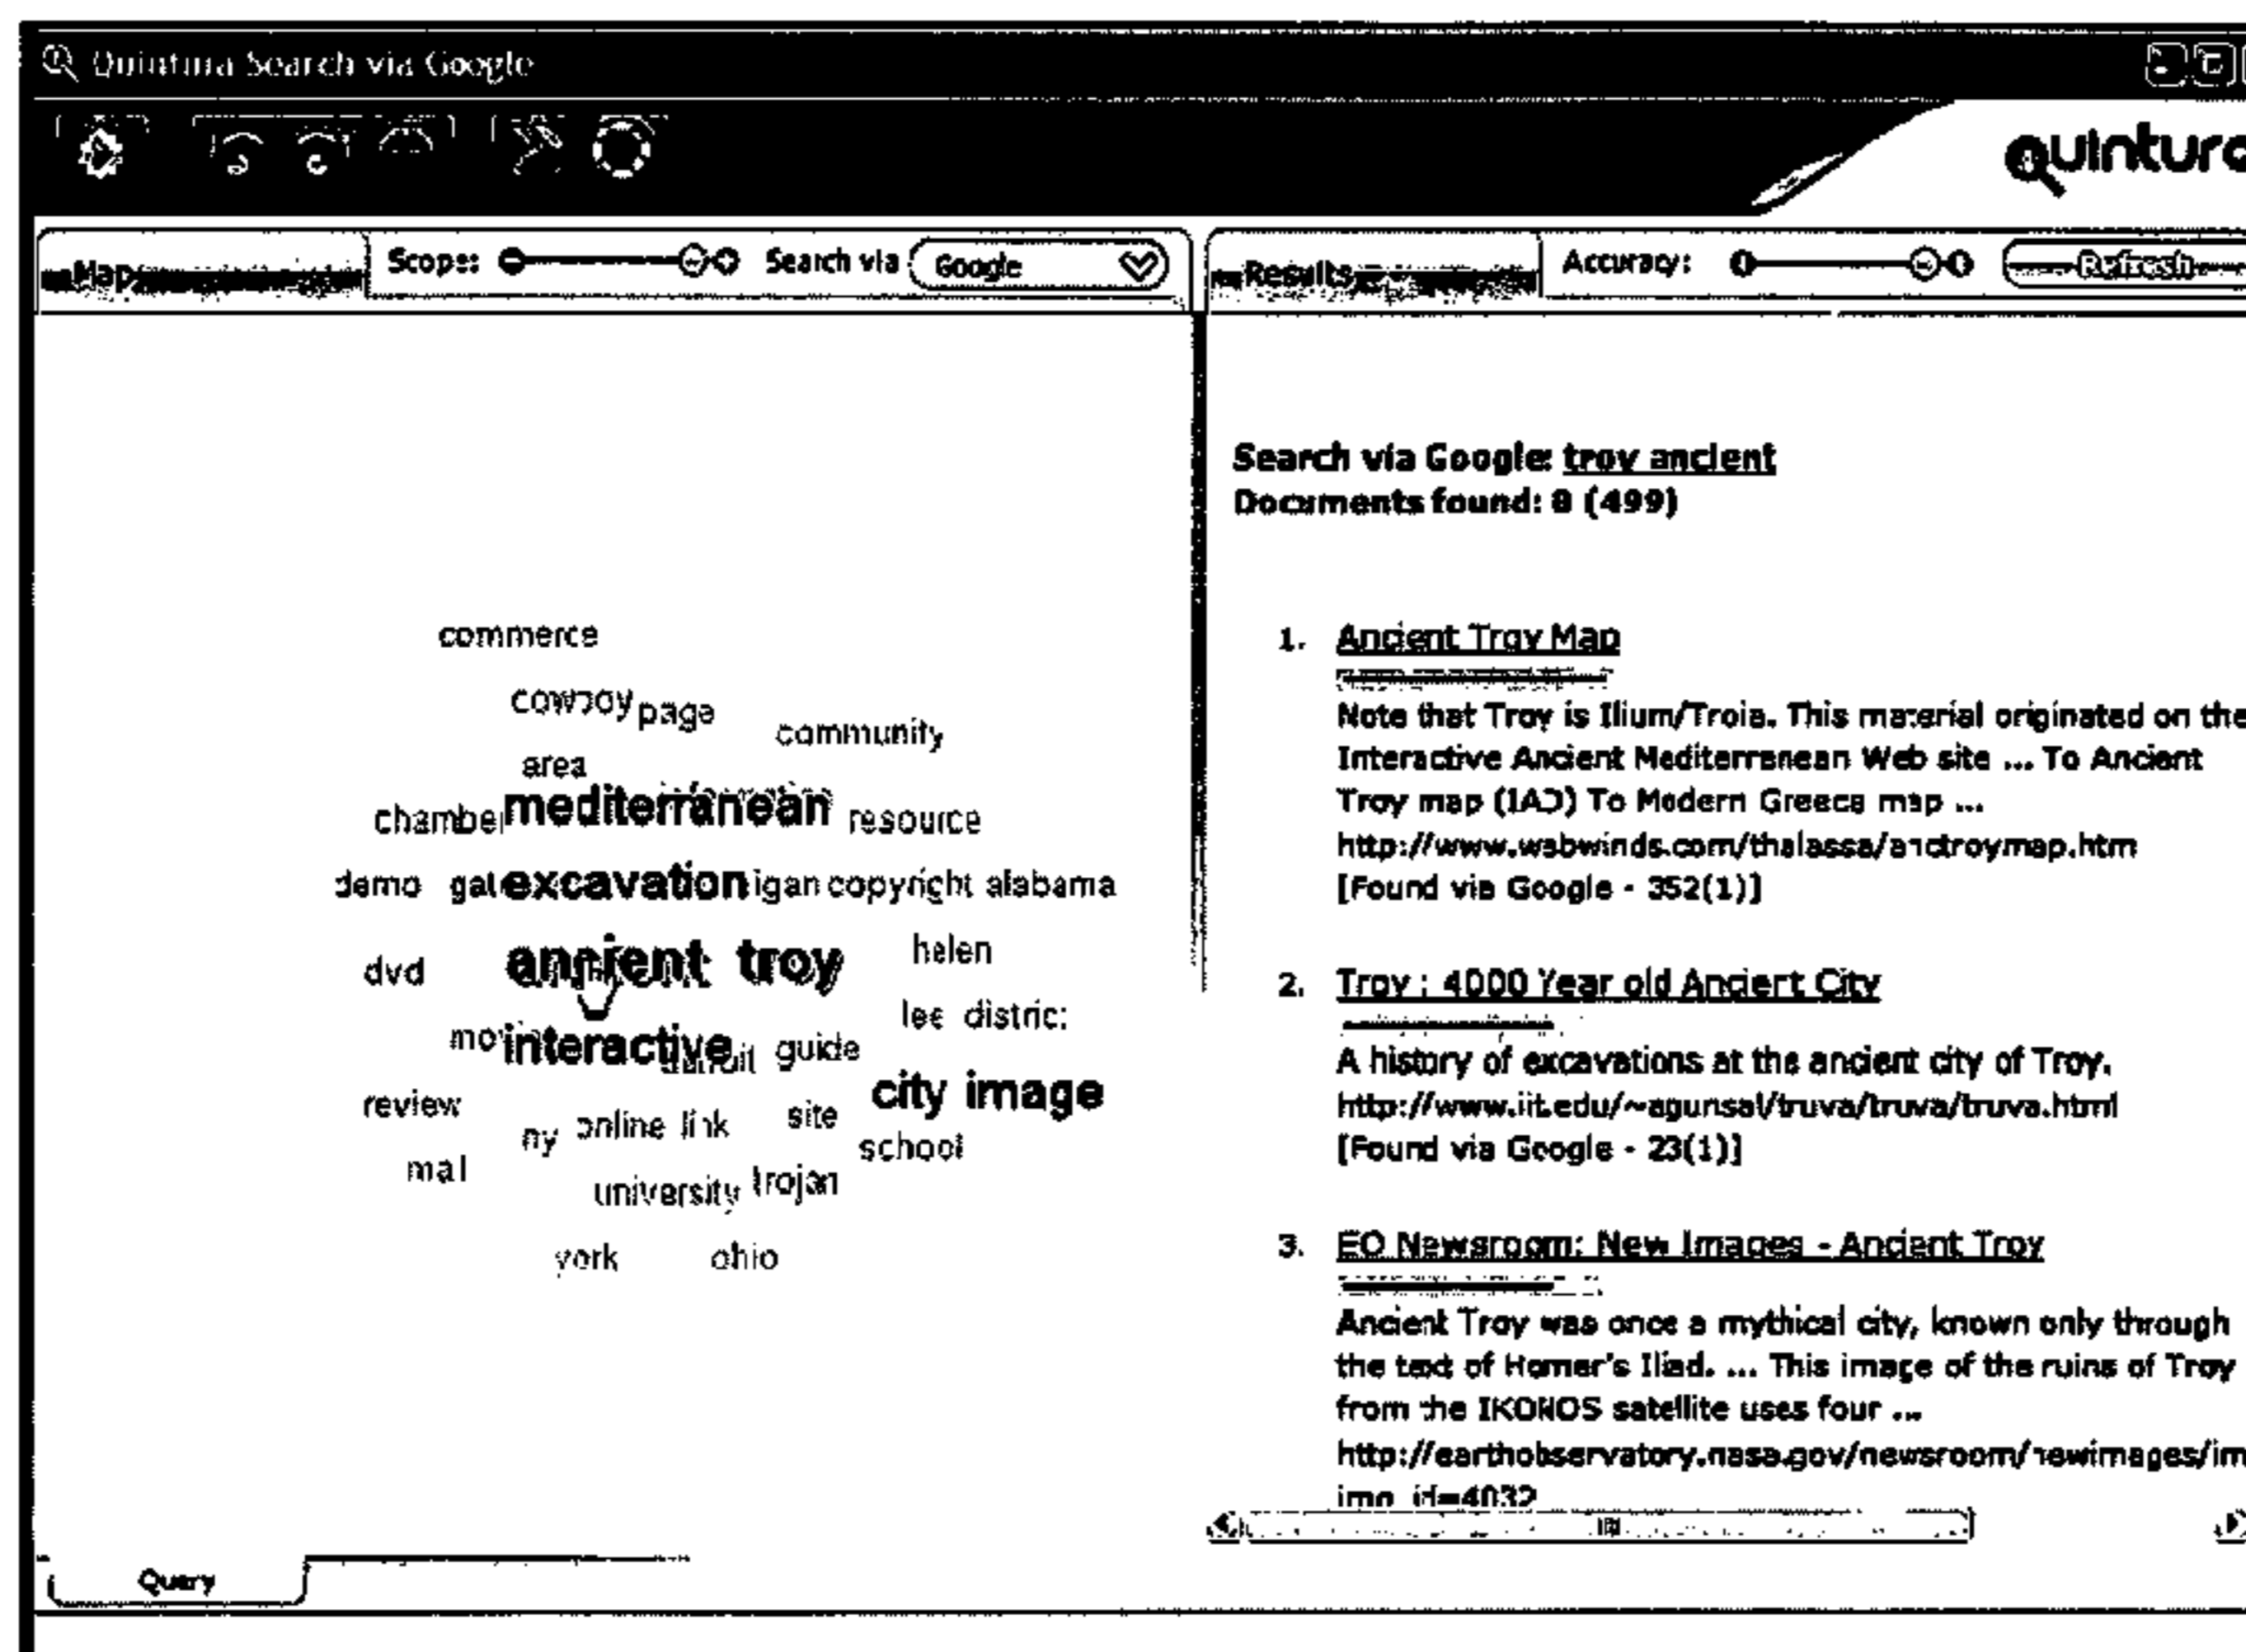 Quintura Search via Google
quintura
Map
Scope:
Search via
Google
Results
Accuracy:
Refresh
commerce
cowboy page
community
area
mediterranean
chamber
resource
demo
excavation
copyright alabama
ancient troy
helen
dvd
lee district
interactive
guide
city image
review
ny online link
site
school
university trojan
york
ohio
Query
Search via Google: troy ancient
Documents found: 8 (499)
1. Ancient Troy Map
Note that Troy is Ilium/Troia. This material originated on the
Interactive Ancient Mediterranean Web site ... To Ancient
Troy map (IAD) To Modern Greece map ...
http://www.webwinds.com/thalassa/anctroymap.htm
[Found via Google - 352(1)]
2. Troy : 4000 Year old Ancient City
A history of excavations at the ancient city of Troy.
http://www.iit.edu/~agunsal/truva/truva/truva.html
[Found via Google - 23(1)]
3. EO Newsroom: New Images - Ancient Troy
Ancient Troy was once a mythical city, known only through
the text of Homer's Iliad. ... This image of the ruins of Troy
from the IKONOS satellite uses four ...
http://earthobservatory.nasa.gov/newsroom/newimages/im
img_id=4032